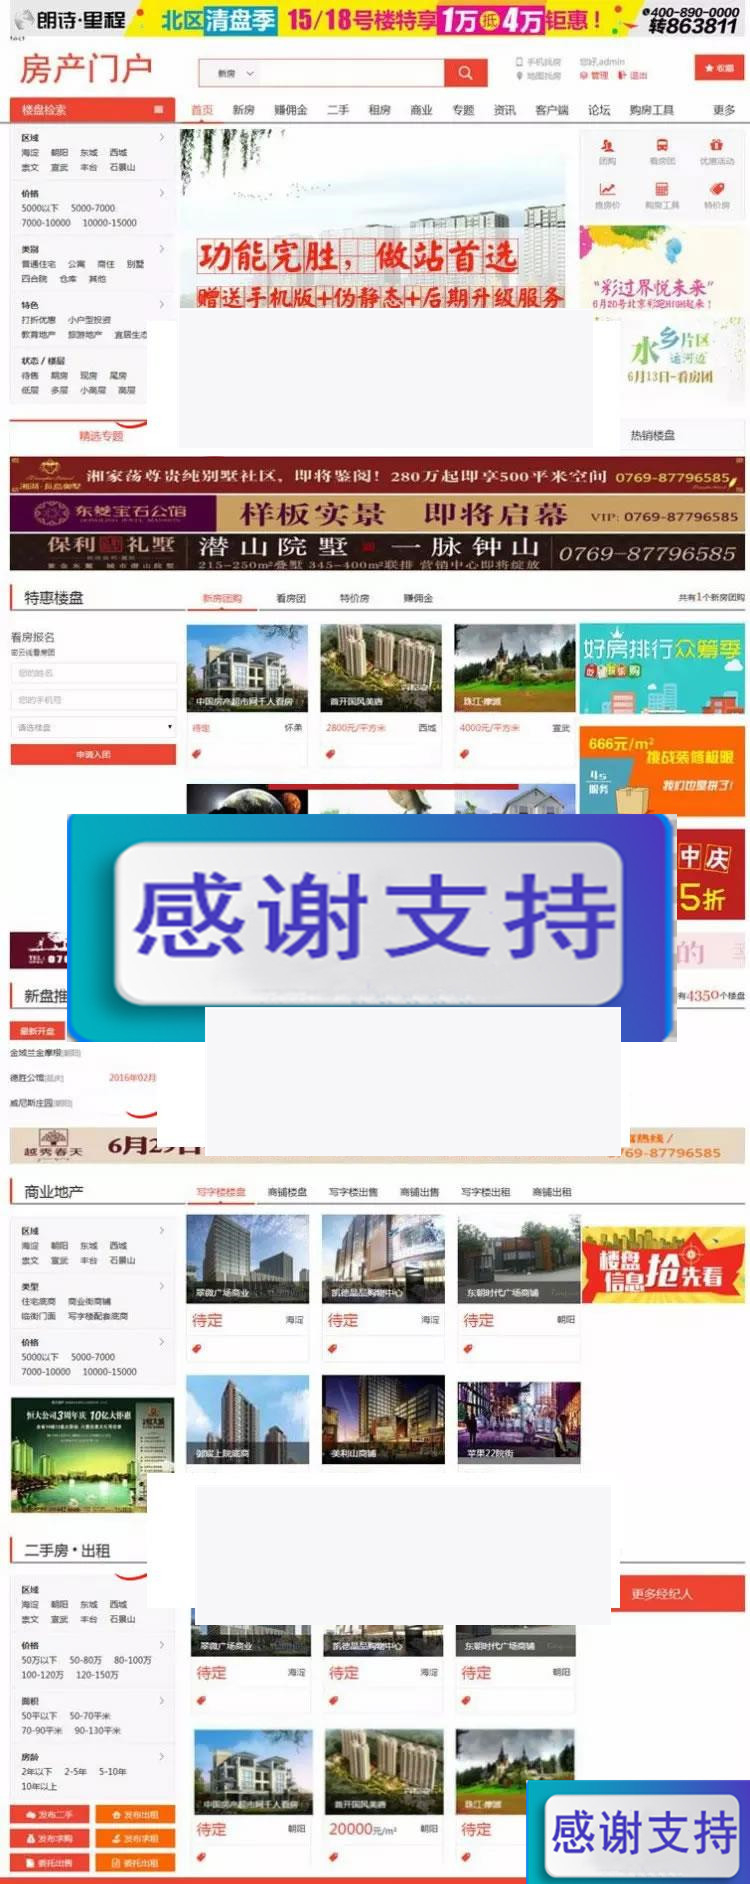 朗诗·里程 北区清盘季 15/18号楼特享1万抵4万钜惠! 400-890-0000
转863811
test
房产门户
新房
手机找房 您好,admin
地图找房 管理 退出
收藏
楼盘检索
首页 新房 赚佣金 二手 租房 商业 专题 资讯 客户端 论坛 购房工具 更多
区域
海淀 朝阳 东城 西城
崇文 宣武 丰台 石景山
价格
5000以下 5000-7000
7000-10000 10000-15000
类别
普通住宅 公寓 商住 别墅
四合院 仓库 其他
特色
打折优惠 小户型投资
教育地产 旅游地产 宜居生态
状态 / 楼层
待售 期房 现房 尾房
低层 多层 小高层 高层
功能完胜，做站首选
赠送手机版+伪静态+后期升级服务
团购 看房团 优惠活动
查房价 购房工具 特价房
“彩过界悦未来”
6月20号北京彩跑HIGH起来!
水乡片区
运河边
6月13日-看房团
精选专题
热销楼盘
湘家荡尊贵纯别墅社区，即将鉴阅! 280万起即享500平米空间 0769-87796585
东雙宝石公馆 样板实景 即将启幕 VIP: 0769-87796585
保利 礼墅 潜山院墅 一脉钟山 0769-87796585
215-250m²叠墅 345-400m²联排 营销中心即将绽放
特惠楼盘
新房团购 看房团 特价房 赚佣金
共有1个新房团购
看房报名
密云线看房团
您的姓名
您的手机号
请选楼盘
申请入团
中国房产超市网千人看房
待定 怀柔
首开国风美唐
2800元/平方米 西城
珠江·摩派
4000元/平方米 宣武
好房排行众筹季
666元/m²
挑战装修极限
4s
服务
我们也是拼了!
中庆
5折
感谢支持
的
新盘推
有4350个楼盘
最新开盘
金域兰金摩根[朝阳]
德胜公馆[延庆] 2016年02月
威尼斯庄园[朝阳]
越秀春天 6月29日
热线 /
769-87796585
商业地产
写字楼楼盘 商铺楼盘 写字楼出售 商铺出售 写字楼出租 商铺出租
区域
海淀 朝阳 东城 西城
崇文 宣武 丰台 石景山
类型
住宅底商 商业街商铺
临街门面 写字楼配套底商
价格
5000以下 5000-7000
7000-10000 10000-15000
翠微广场商业
待定 海淀
凯德晶品购物中心
待定 海淀
东朝时代广场商铺
待定 朝阳
楼盘
信息抢先看
恒大公司3周年庆 10亿大钜惠
御宸上院底商
美利山商铺
苹果22院街
二手房 • 出租
更多经纪人
区域
海淀 朝阳 东城 西城
崇文 宣武 丰台 石景山
价格
50万以下 50-80万 80-100万
100-120万 120-150万
面积
50平以下 50-70平米
70-90平米 90-130平米
房龄
2年以下 2-5年 5-10年
10年以上
发布二手 发布出租
发布求购 发布求租
委托出售 委托出租
翠微广场商业
待定 海淀
凯德晶品购物中心
待定 海淀
东朝时代广场商铺
待定 朝阳
中国房产超市网千人看房
待定 朝阳
首开国风美唐
20000元/m² 朝阳
珠江·摩派
待定
感谢支持